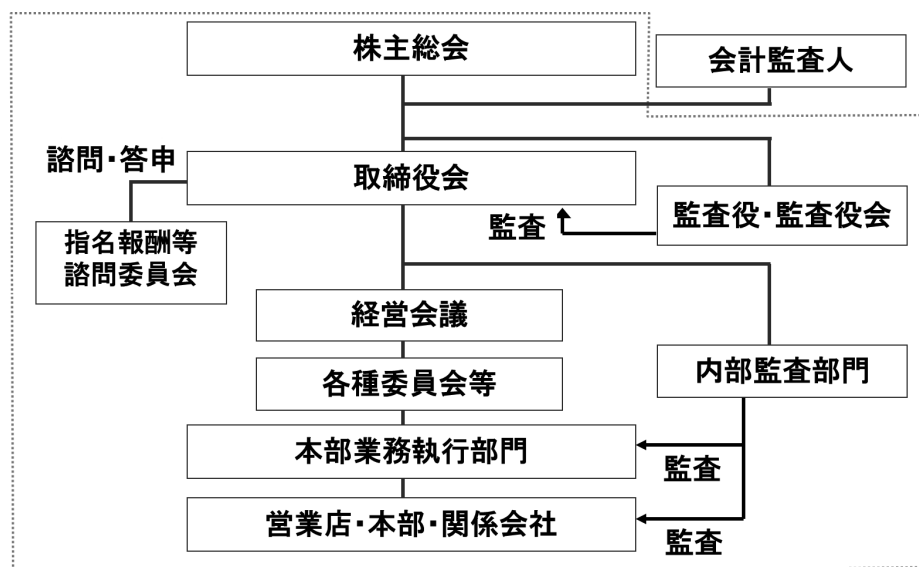 株主総会
会計監査人
諮問・答申
取締役会
監査役・監査役会
監査
指名報酬等
諮問委員会
経営会議
各種委員会等
内部監査部門
本部業務執行部門
監査
営業店・本部・関係会社
監査